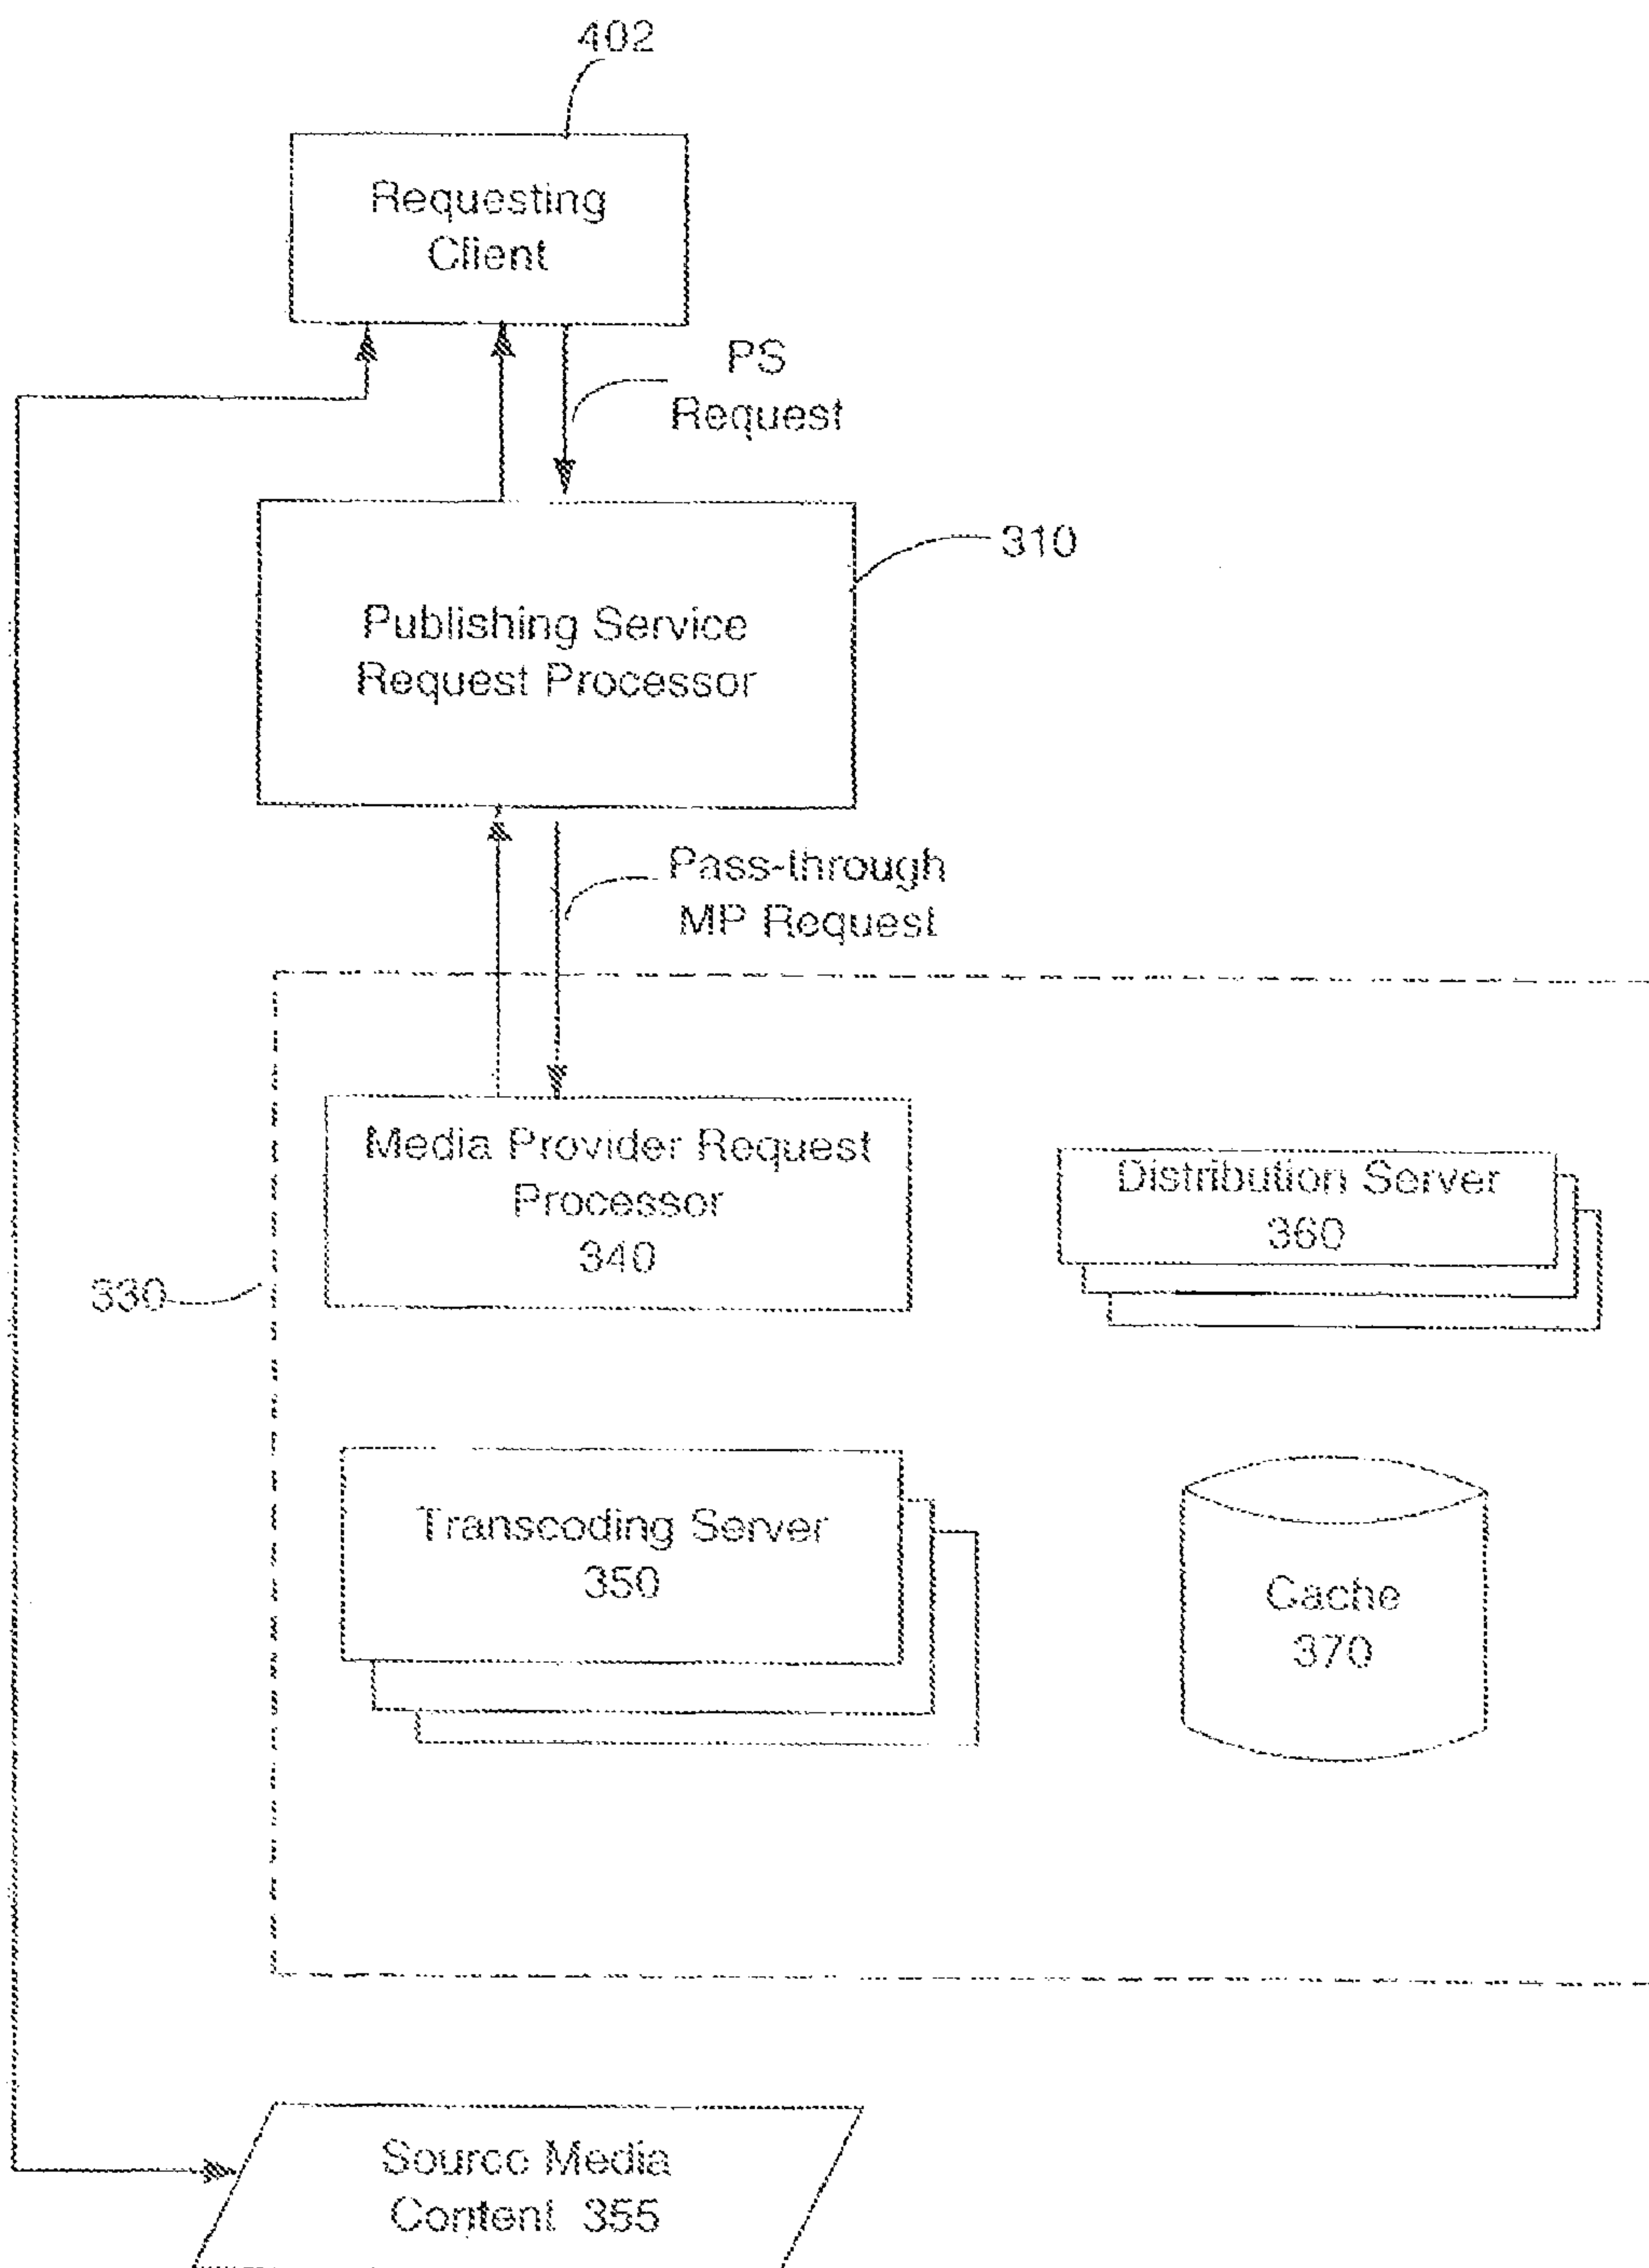 402
Requesting
Client
PS
Request
310
Publishing Service
Request Processor
Pass-through
MP Request
Media Provider Request
Processor
340
Distribution Server
360
330
Transcoding Server
350
Cache
370
Source Media
Content 355